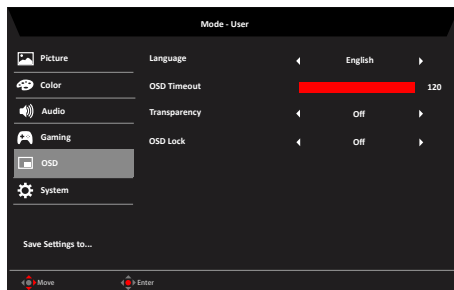 Mode - User
Picture
Language
English
Color
OSD Timeout
120
Audio
Transparency
Off
Gaming
OSD Lock
Off
OSD
System
Save Settings to...
Move
Enter